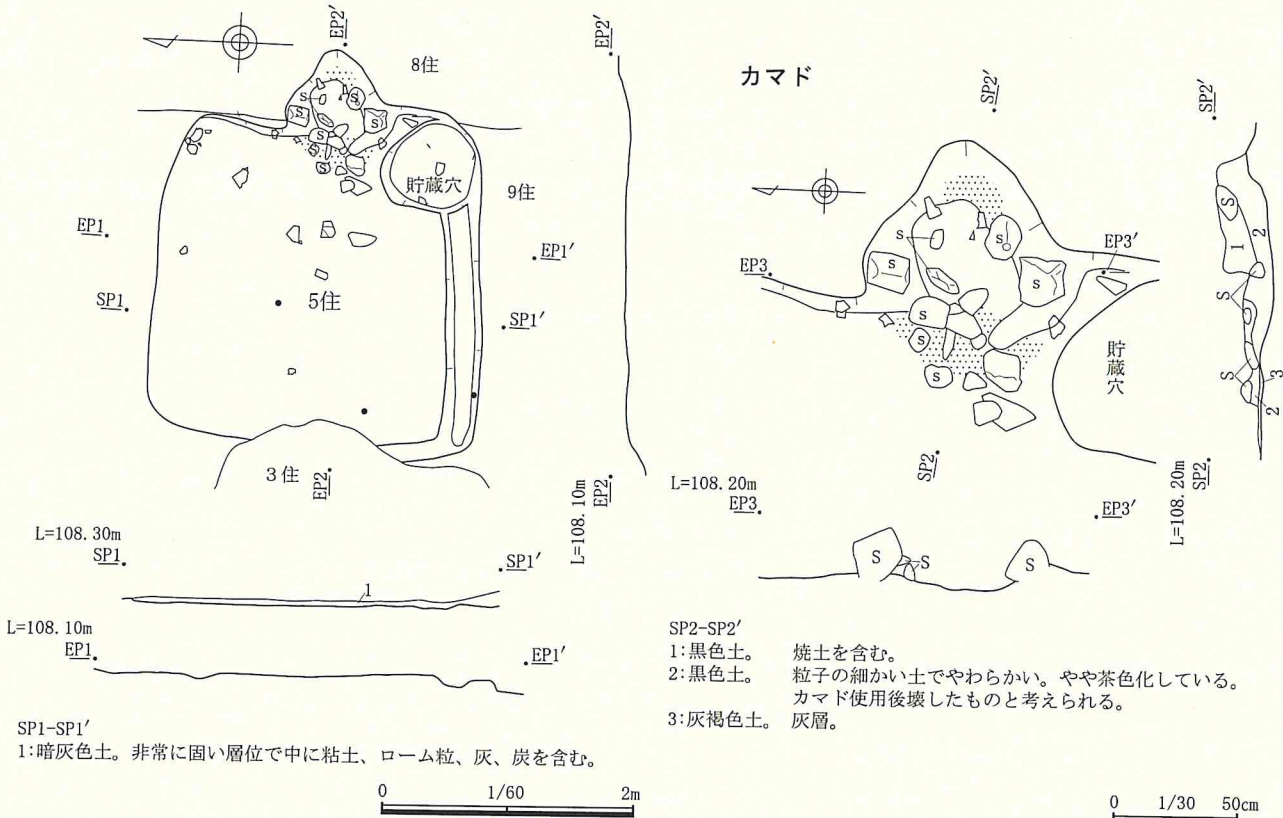 EP2′
8住
S
S
S
S
S
貯蔵穴
9住
EP1
EP1′
SP1
5住
SP1′
3住
EP2
EP2′
L=108.10m
EP2
L=108.30m
SP1
SP1′
1
L=108.10m
EP1
EP1′
SP1-SP1′
1:暗灰色土。非常に固い層位で中に粘土、ローム粒、灰、炭を含む。
0 1/60 2m
カマド
SP2′
EP3
EP3′
S
S
S
S
S
S
S
貯蔵穴
SP2
SP2′
S
1
2
S
S
3
2
L=108.20m
SP2
L=108.20m
EP3
EP3′
S
S
S
SP2-SP2′
1:黒色土。 焼土を含む。
2:黒色土。 粒子の細かい土でやわらかい。やや茶色化している。
カマド使用後壊したものと考えられる。
3:灰褐色土。 灰層。
0 1/30 50cm